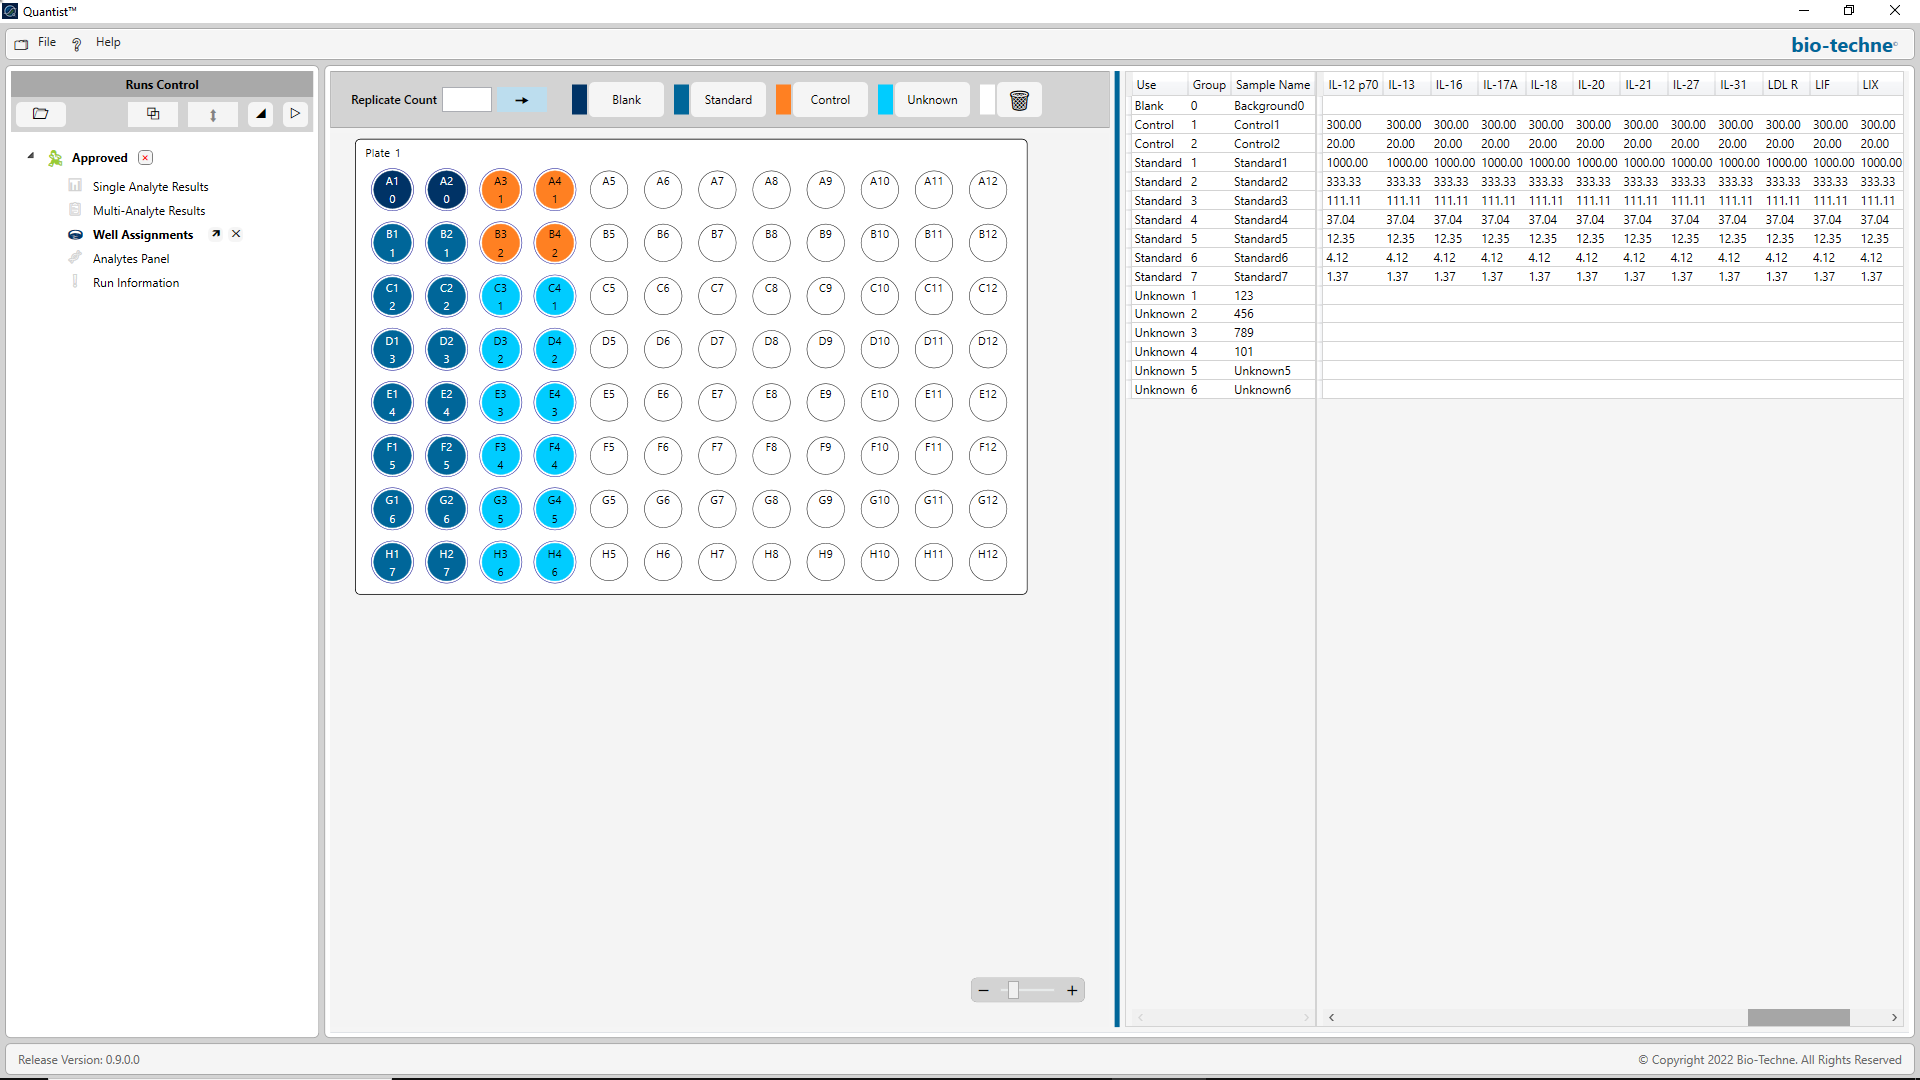 Quantist™
File Help
bio-techne
Runs Control
Approved
Single Analyte Results
Multi-Analyte Results
Well Assignments
Analytes Panel
Run Information
Replicate Count Blank Standard Control Unknown
Plate 1
A1 A2 A3 A4 A5 A6 A7 A8 A9 A10 A11 A12
0 0 1 1
B1 B2 B3 B4 B5 B6 B7 B8 B9 B10 B11 B12
1 1 2 2
C1 C2 C3 C4 C5 C6 C7 C8 C9 C10 C11 C12
2 2 1 1
D1 D2 D3 D4 D5 D6 D7 D8 D9 D10 D11 D12
3 3 2 2
E1 E2 E3 E4 E5 E6 E7 E8 E9 E10 E11 E12
4 4 3 3
F1 F2 F3 F4 F5 F6 F7 F8 F9 F10 F11 F12
5 5 4 4
G1 G2 G3 G4 G5 G6 G7 G8 G9 G10 G11 G12
6 6 5 5
H1 H2 H3 H4 H5 H6 H7 H8 H9 H10 H11 H12
7 7 6 6
Use Group Sample Name IL-12 p70 IL-13 IL-16 IL-17A IL-18 IL-20 IL-21 IL-27 IL-31 LDL R LIF LIX
Blank 0 Background0
Control 1 Control1 300.00 300.00 300.00 300.00 300.00 300.00 300.00 300.00 300.00 300.00 300.00 300.00
Control 2 Control2 20.00 20.00 20.00 20.00 20.00 20.00 20.00 20.00 20.00 20.00 20.00 20.00
Standard 1 Standard1 1000.00 1000.00 1000.00 1000.00 1000.00 1000.00 1000.00 1000.00 1000.00 1000.00 1000.00 1000.00
Standard 2 Standard2 333.33 333.33 333.33 333.33 333.33 333.33 333.33 333.33 333.33 333.33 333.33 333.33
Standard 3 Standard3 111.11 111.11 111.11 111.11 111.11 111.11 111.11 111.11 111.11 111.11 111.11 111.11
Standard 4 Standard4 37.04 37.04 37.04 37.04 37.04 37.04 37.04 37.04 37.04 37.04 37.04 37.04
Standard 5 Standard5 12.35 12.35 12.35 12.35 12.35 12.35 12.35 12.35 12.35 12.35 12.35 12.35
Standard 6 Standard6 4.12 4.12 4.12 4.12 4.12 4.12 4.12 4.12 4.12 4.12 4.12 4.12
Standard 7 Standard7 1.37 1.37 1.37 1.37 1.37 1.37 1.37 1.37 1.37 1.37 1.37 1.37
Unknown 1 123
Unknown 2 456
Unknown 3 789
Unknown 4 101
Unknown 5 Unknown5
Unknown 6 Unknown6
Release Version: 0.9.0.0
© Copyright 2022 Bio-Techne. All Rights Reserved